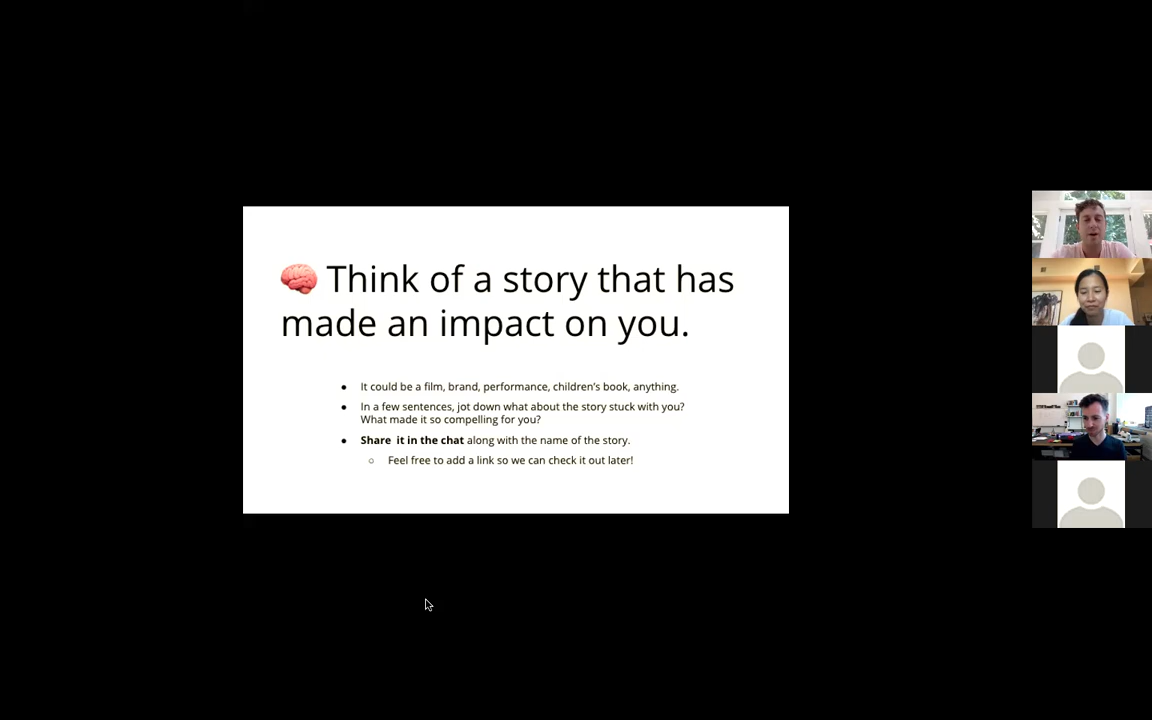 🧠 Think of a story that has
made an impact on you.
● It could be a film, brand, performance, children's book, anything.
● In a few sentences, jot down what about the story stuck with you?
What made it so compelling for you?
● Share it in the chat along with the name of the story.
○ Feel free to add a link so we can check it out later!